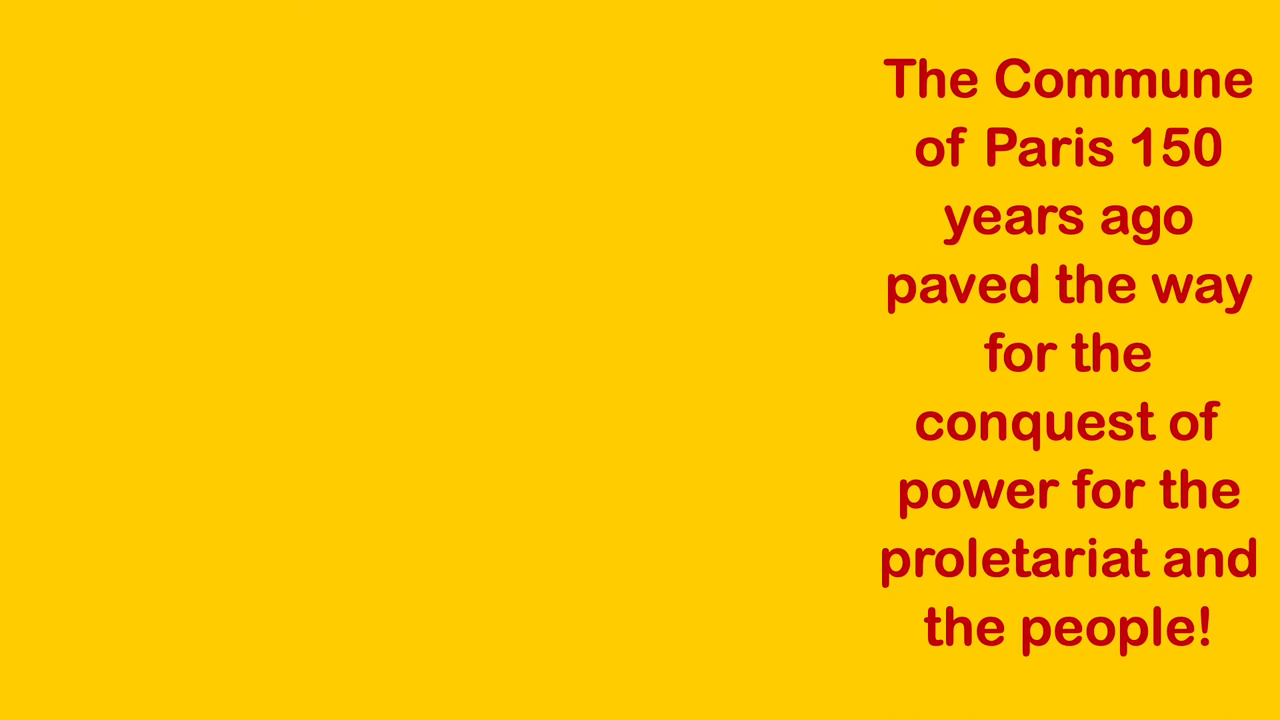 The Commune
of Paris 150
years ago
paved the way
for the
conquest of
power for the
proletariat and
the people!